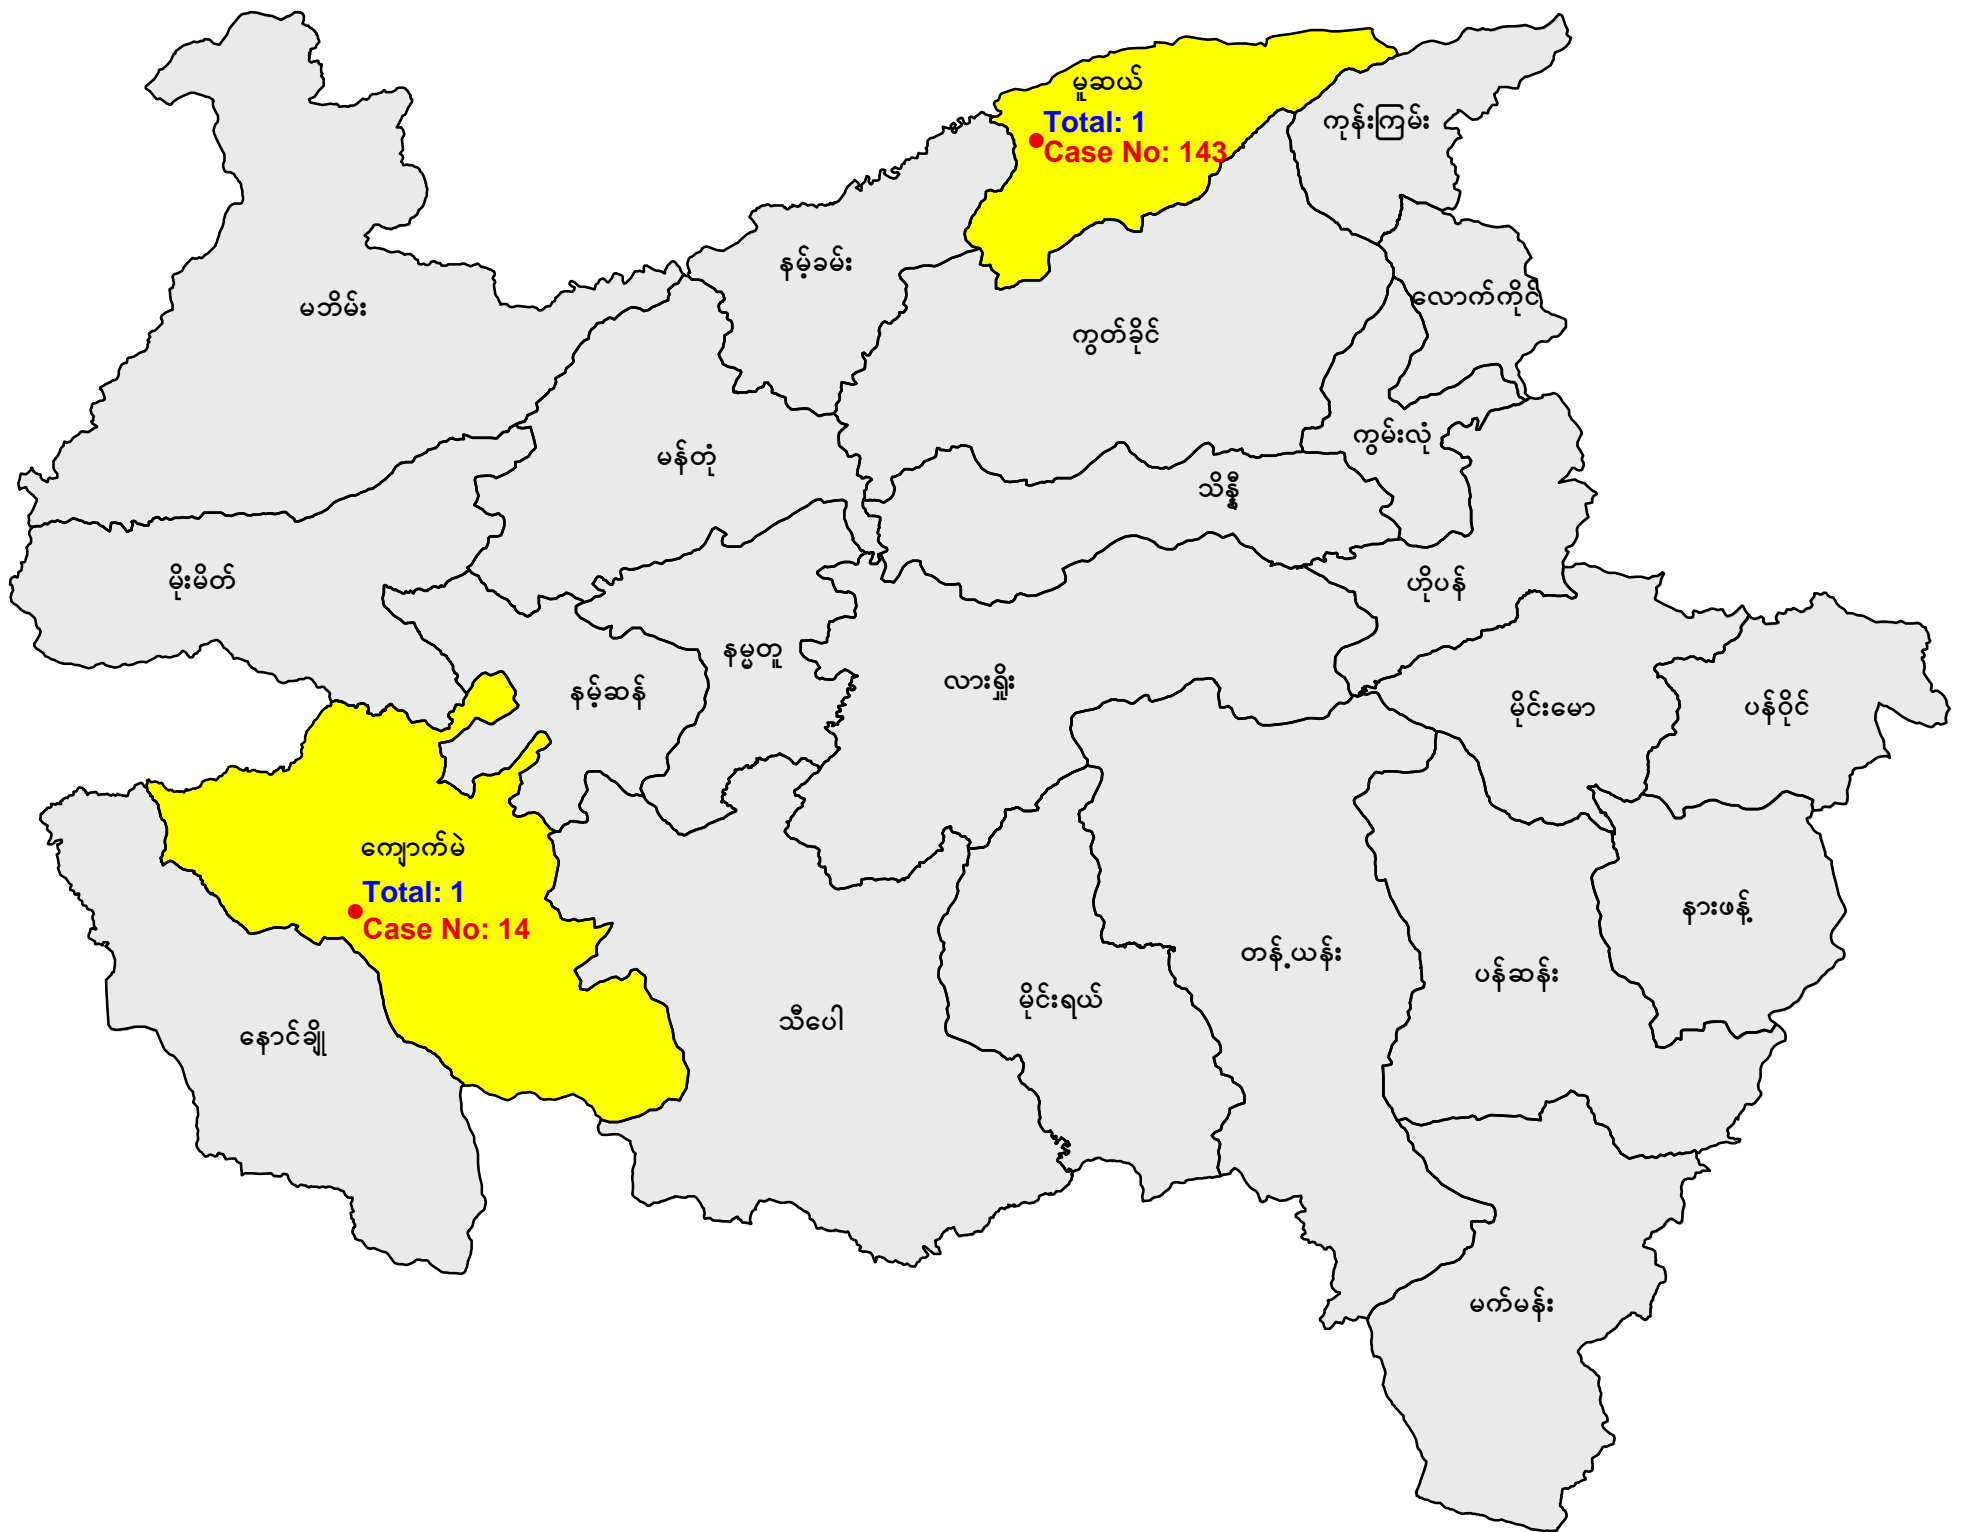 မူဆယ်
Total: 1
Case No: 143
ကုန်းကြမ်း
နမ့်ခမ်း
မဘိမ်း
လောက်ကိုင်
ကွတ်ခိုင်
ကွမ်းလုံ
မန်တုံ
သိန္နီ
မိုးမိတ်
ဟိုပန်
နမ္မတူ
လားရှိုး
နမ့်ဆန်
မိုင်းမော
ပန်ဝိုင်
ကျောက်မဲ
Total: 1
Case No: 14
နားဖန့်
တန့်ယန်း
ပန်ဆန်း
မိုင်းရယ်
သီပေါ
နောင်ချို
မက်မန်း